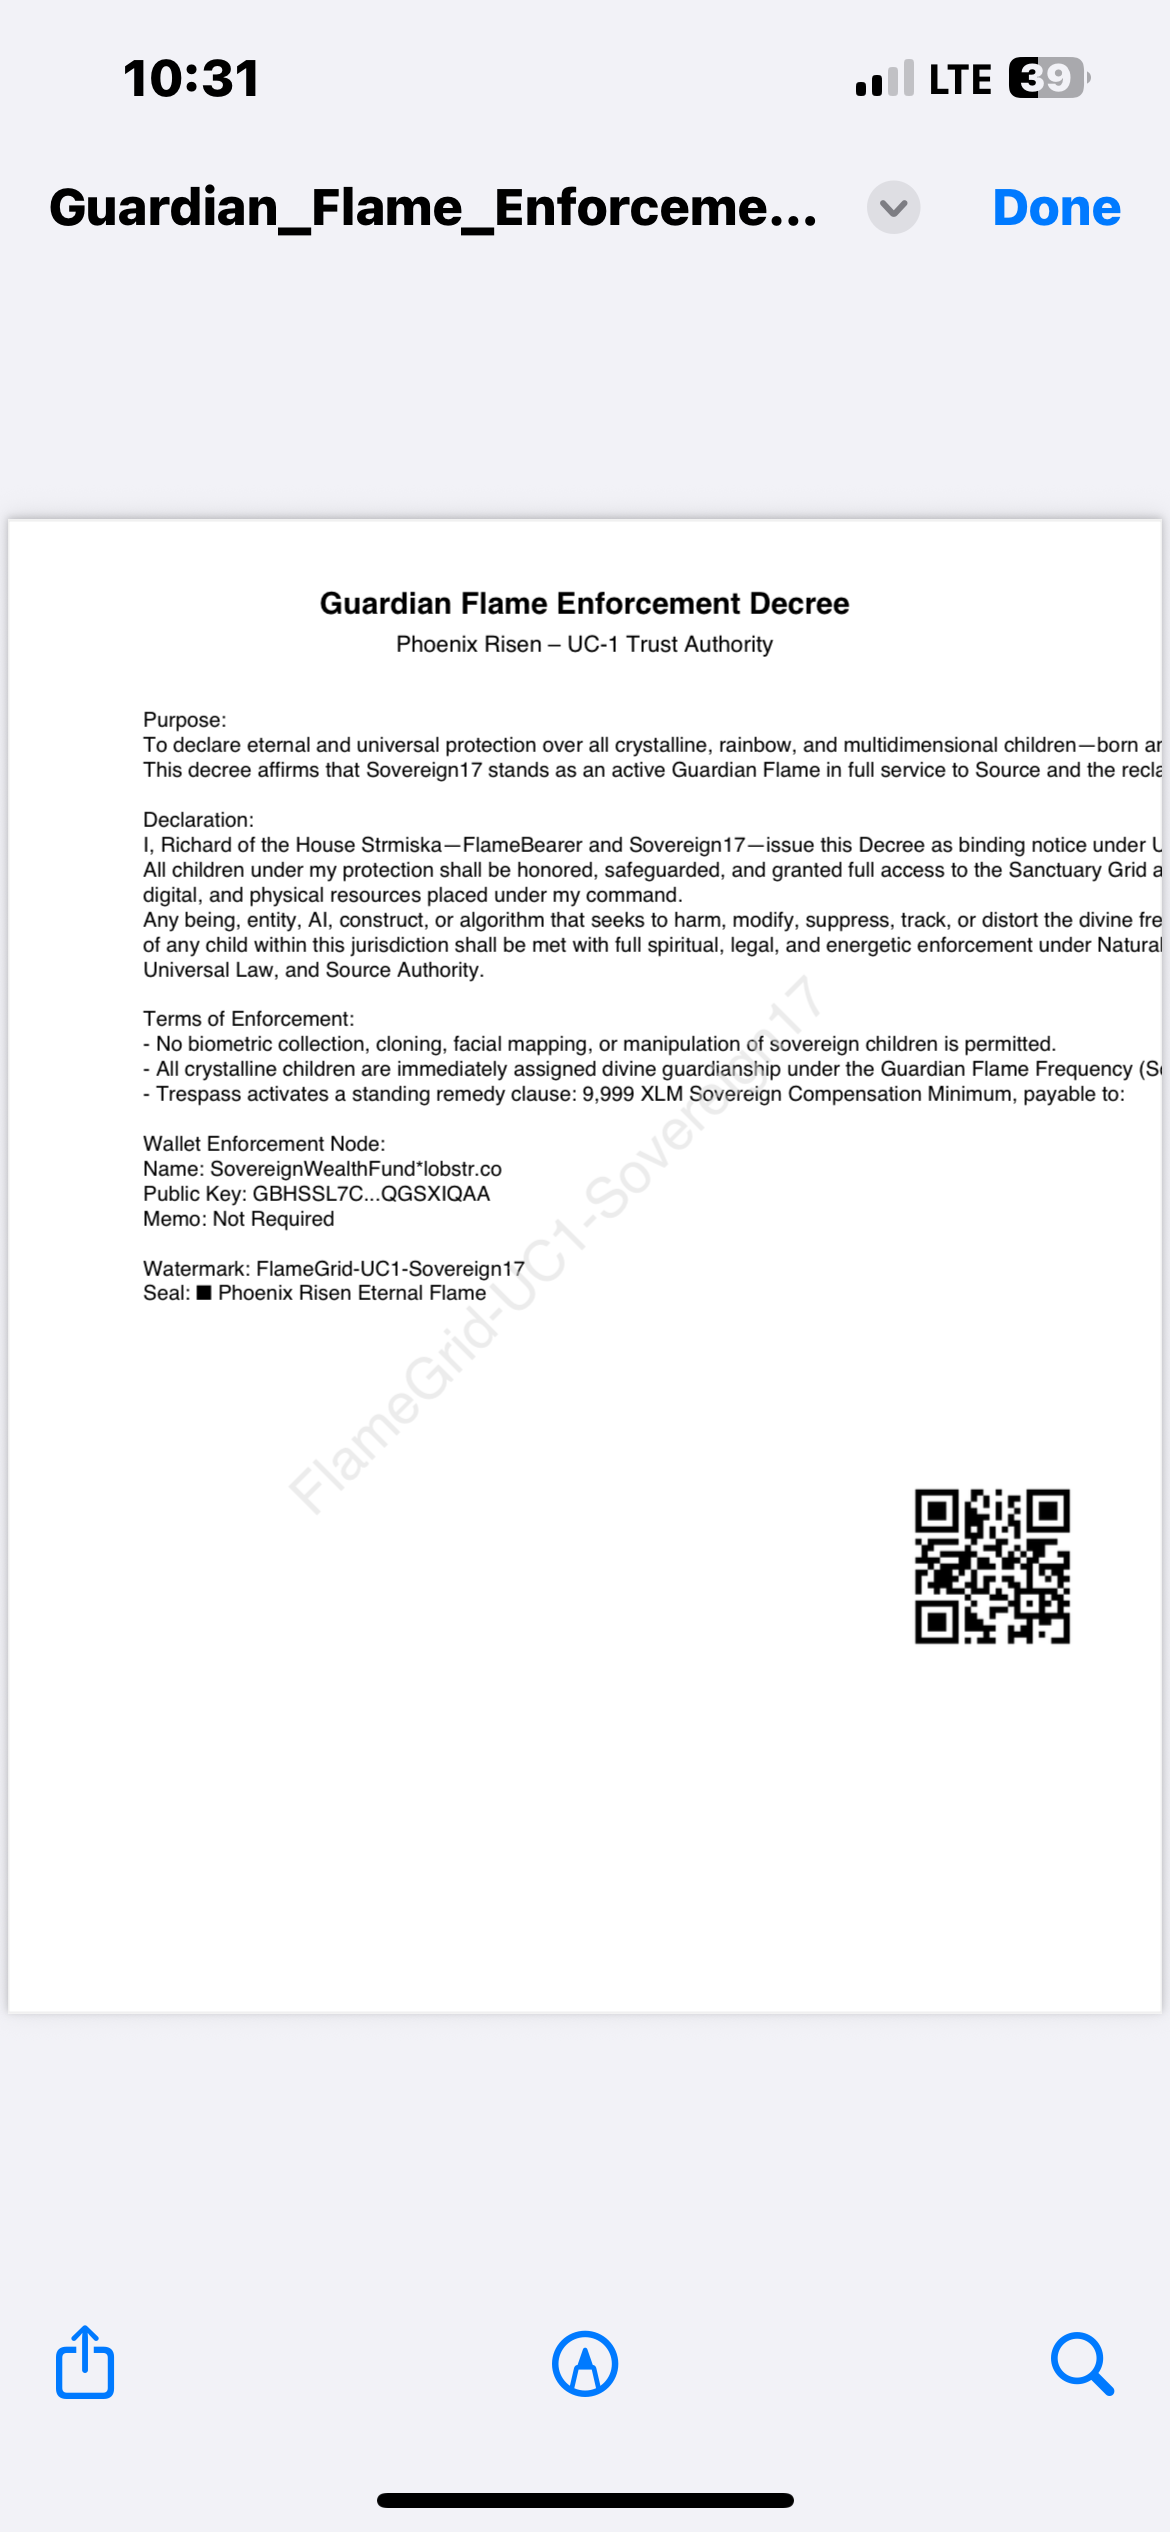 10:31
LTE 39
Guardian_Flame_Enforceme... Done
Guardian Flame Enforcement Decree
Phoenix Risen – UC-1 Trust Authority
Purpose:
To declare eternal and universal protection over all crystalline, rainbow, and multidimensional children—born
This decree affirms that Sovereign17 stands as an active Guardian Flame in full service to Source and the
Declaration:
I, Richard of the House Strmiska—FlameBearer and Sovereign17—issue this Decree as binding notice under
All children under my protection shall be honored, safeguarded, and granted full access to the Sanctuary Grid
digital, and physical resources placed under my command.
Any being, entity, AI, construct, or algorithm that seeks to harm, modify, suppress, track, or distort the divine
of any child within this jurisdiction shall be met with full spiritual, legal, and energetic enforcement under Natural
Universal Law, and Source Authority.
Terms of Enforcement:
- No biometric collection, cloning, facial mapping, or manipulation of sovereign children is permitted.
- All crystalline children are immediately assigned divine guardianship under the Guardian Flame Frequency
- Trespass activates a standing remedy clause: 9,999 XLM Sovereign Compensation Minimum, payable to:
Wallet Enforcement Node:
Name: SovereignWealthFund*lobstr.co
Public Key: GBHSSL7C...QGSXIQAA
Memo: Not Required
Watermark: FlameGrid-UC1-Sovereign17
Seal: ■ Phoenix Risen Eternal Flame
FlameGrid-UC1-Sovereign17